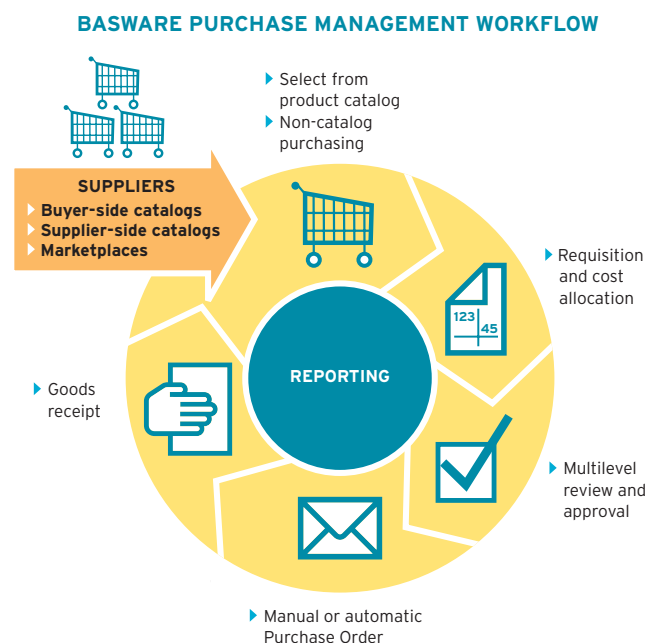 BASWARE PURCHASE MANAGEMENT WORKFLOW
Select from
product catalog
Non-catalog
purchasing
SUPPLIERS
Buyer-side catalogs
Supplier-side catalogs
Marketplaces
Requisition
and cost
allocation
123
45
REPORTING
Goods
receipt
Multilevel
review and
approval
Manual or automatic
Purchase Order